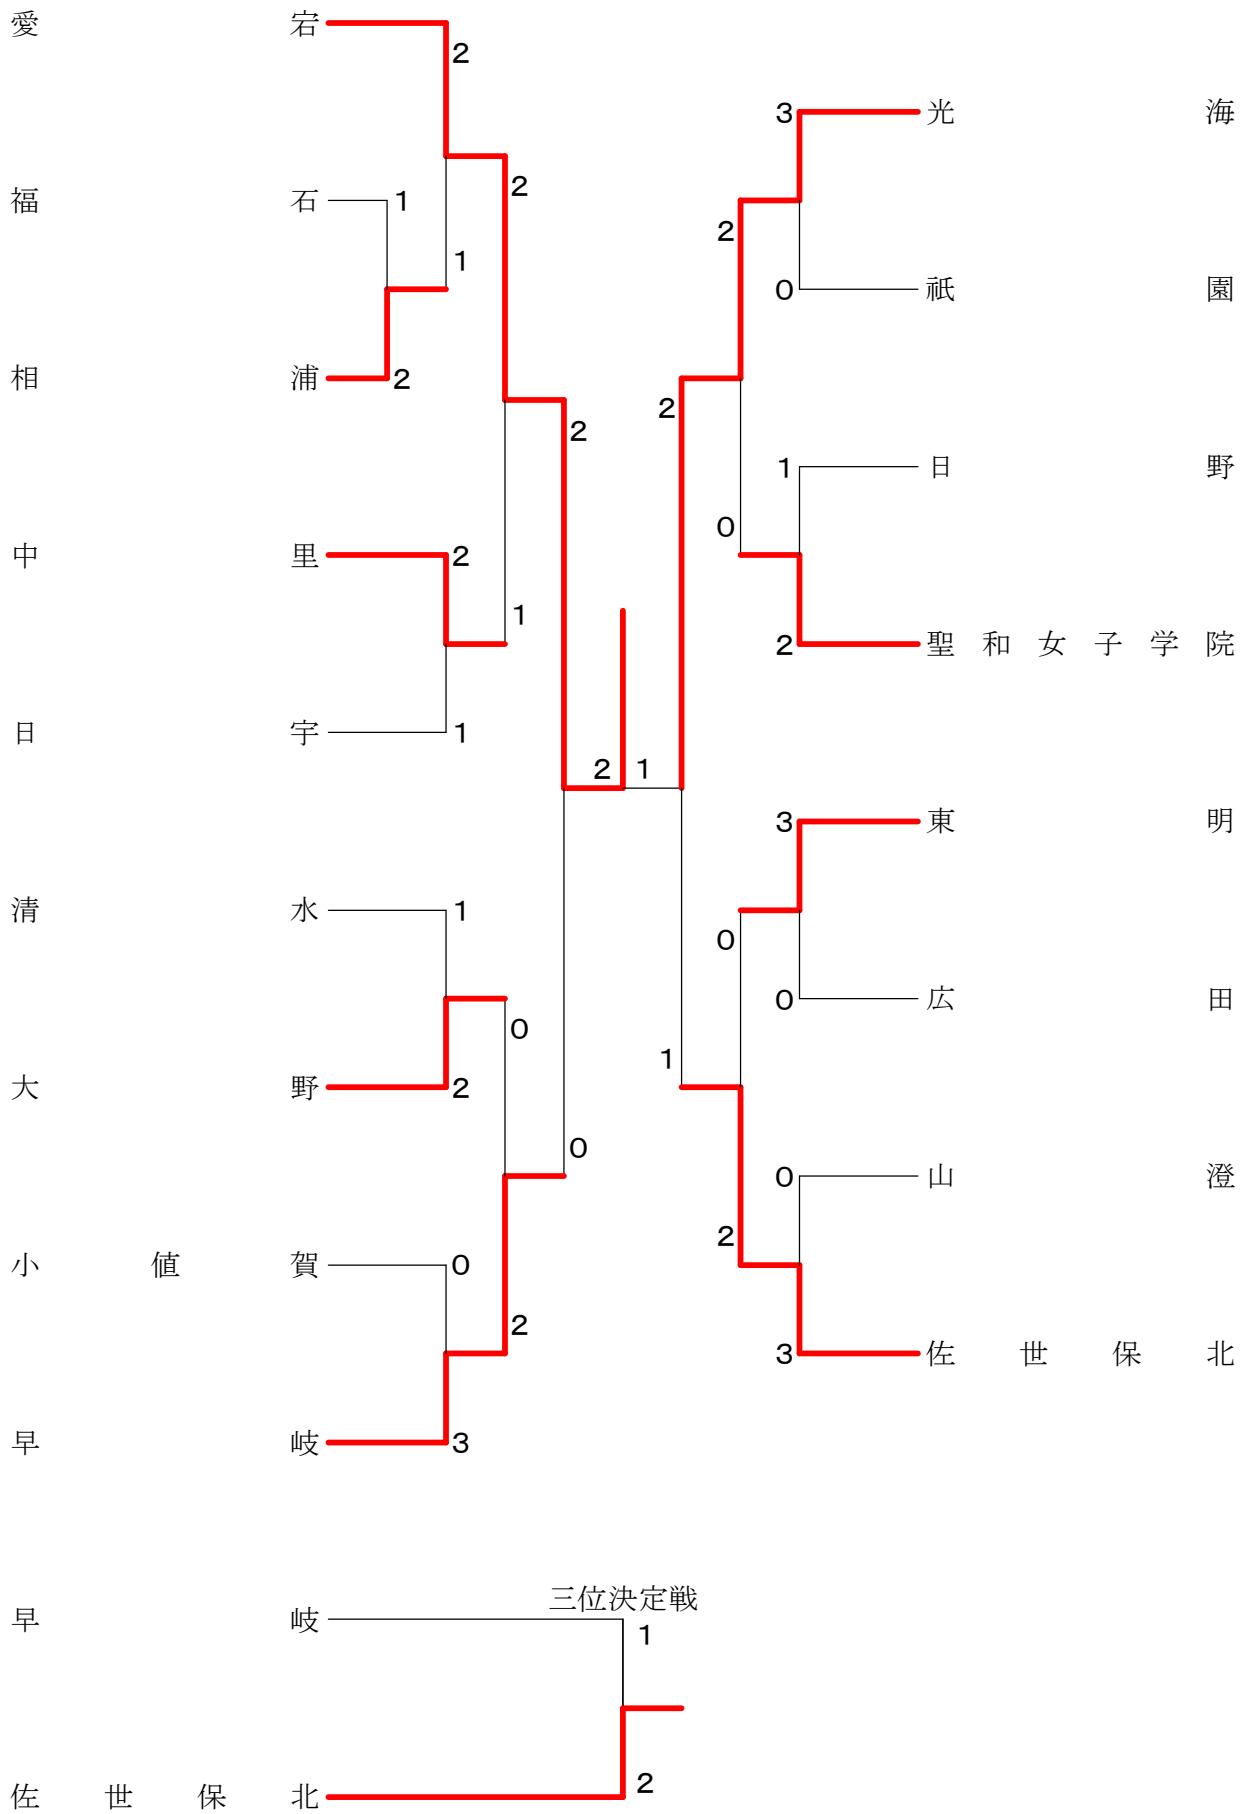 愛宕
2
光海
3
福石
1
2
2
1
祇園
0
相浦
2
2
2
日野
1
0
中里
2
1
聖和女子学院
2
日宇
1
2 1
東明
3
清水
1
0
広田
0
0
大野
2
1
0
山澄
0
2
小値賀
0
2
佐世保北
3
早岐
3
三位決定戦
早岐
1
佐世保北
2